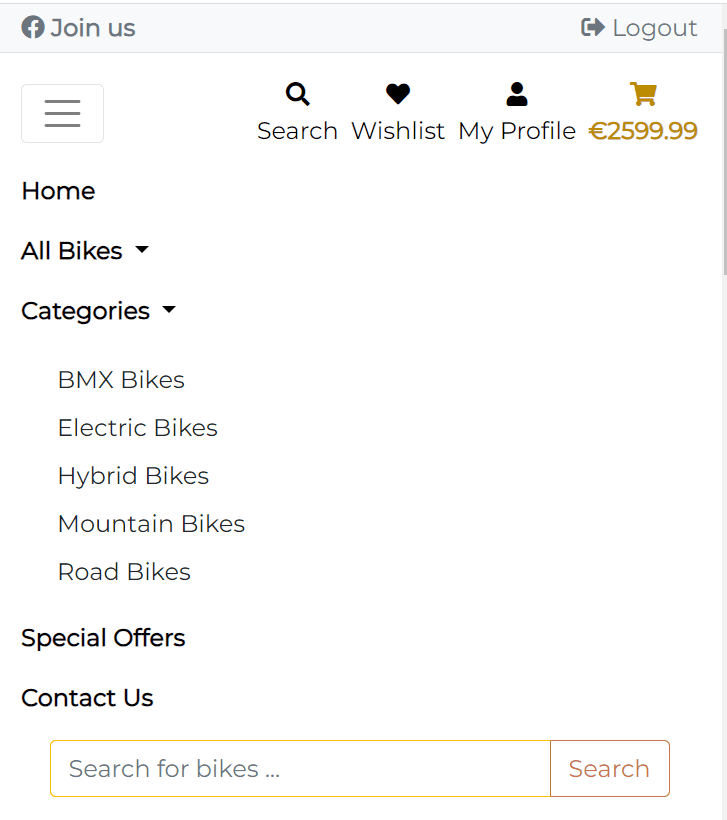 Join us Logout
Search Wishlist My Profile €2599.99
Home
All Bikes
Categories
BMX Bikes
Electric Bikes
Hybrid Bikes
Mountain Bikes
Road Bikes
Special Offers
Contact Us
Search for bikes ... Search